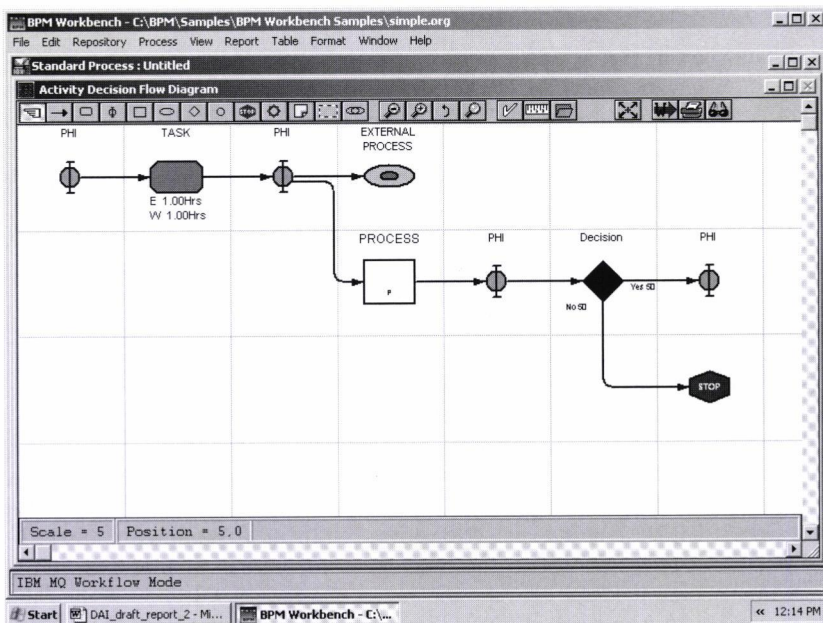 BPM Workbench - C:\BPM\Samples\BPM Workbench Samples\simple.org
File Edit Repository Process View Report Table Format Window Help
Standard Process : Untitled
Activity Decision Flow Diagram
STOP
PHI TASK PHI EXTERNAL
PROCESS
E 1.00Hrs
W 1.00Hrs
PROCESS PHI Decision PHI
P
Yes 50
No 50
STOP
Scale = 5 Position = 5,0
IBM MQ Workflow Mode
Start DAI_draft_report_2 - Mi... BPM Workbench - C:\... « 12:14 PM